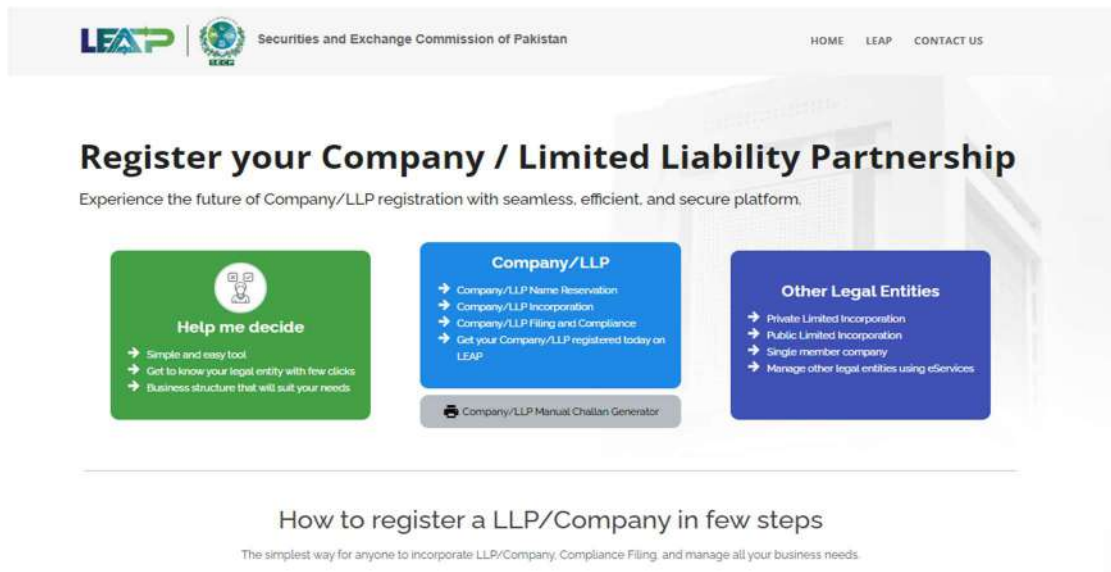 LEAP
SECP
Securities and Exchange Commission of Pakistan
HOME LEAP CONTACT US
Register your Company / Limited Liability Partnership
Experience the future of Company/LLP registration with seamless, efficient, and secure platform.
Help me decide
Simple and easy tool
Get to know your legal entity with few clicks
Business structure that will suit your needs
Company/LLP
Company/LLP Name Reservation
Company/LLP Incorporation
Company/LLP Filing and Compliance
Get your Company/LLP registered today on
LEAP
Company/LLP Manual Challan Generator
Other Legal Entities
Private Limited Incorporation
Public Limited Incorporation
Single member company
Manage other legal entities using eServices
How to register a LLP/Company in few steps
The simplest way for anyone to incorporate LLP/Company, Compliance Filing, and manage all your business needs.